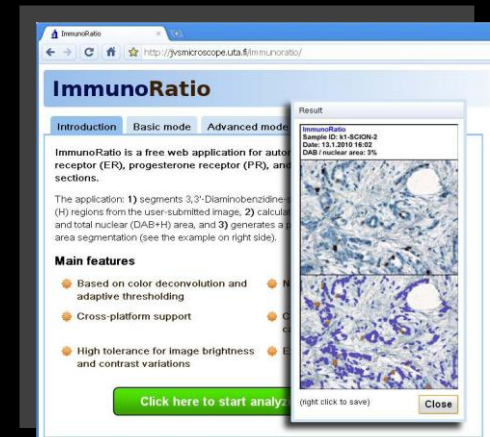 ImmunoRatio
http://jvsmicroscope.uta.fi/immunoratio/
ImmunoRatio
Introduction Basic mode Advanced mode
ImmunoRatio is a free web application for
receptor (ER), progesterone receptor (PR), and
sections.
The application: 1) segments 3,3'-Diaminobenzidine-
(H) regions from the user-submitted image, 2)
and total nuclear (DAB+H) area, and 3) generates a
area segmentation (see the example on right side).
Main features
Based on color deconvolution and
adaptive thresholding
Cross-platform support
High tolerance for image brightness
and contrast variations
Click here to start
Result
ImmunoRatio
Sample ID: k1-SCION-2
Date: 13.1.2010 16:02
DAB / nuclear area: 3%
(right click to save)
Close